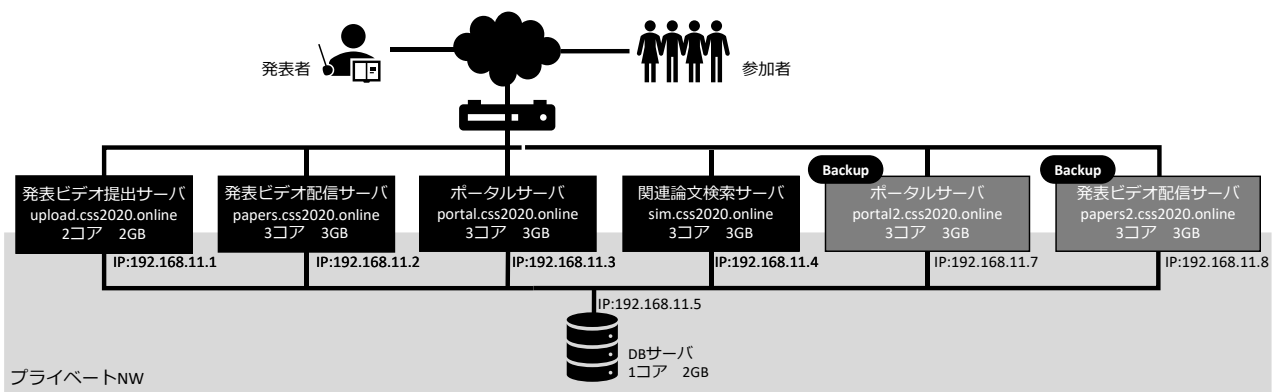 発表者
参加者
発表ビデオ提出サーバ
upload.css2020.online
2コア 2GB
IP:192.168.11.1
発表ビデオ配信サーバ
papers.css2020.online
3コア 3GB
IP:192.168.11.2
ポータルサーバ
portal.css2020.online
3コア 3GB
IP:192.168.11.3
関連論文検索サーバ
sim.css2020.online
3コア 3GB
IP:192.168.11.4
Backup
ポータルサーバ
portal2.css2020.online
3コア 3GB
IP:192.168.11.7
Backup
発表ビデオ配信サーバ
papers2.css2020.online
3コア 3GB
IP:192.168.11.8
IP:192.168.11.5
DBサーバ
1コア 2GB
プライベートNW